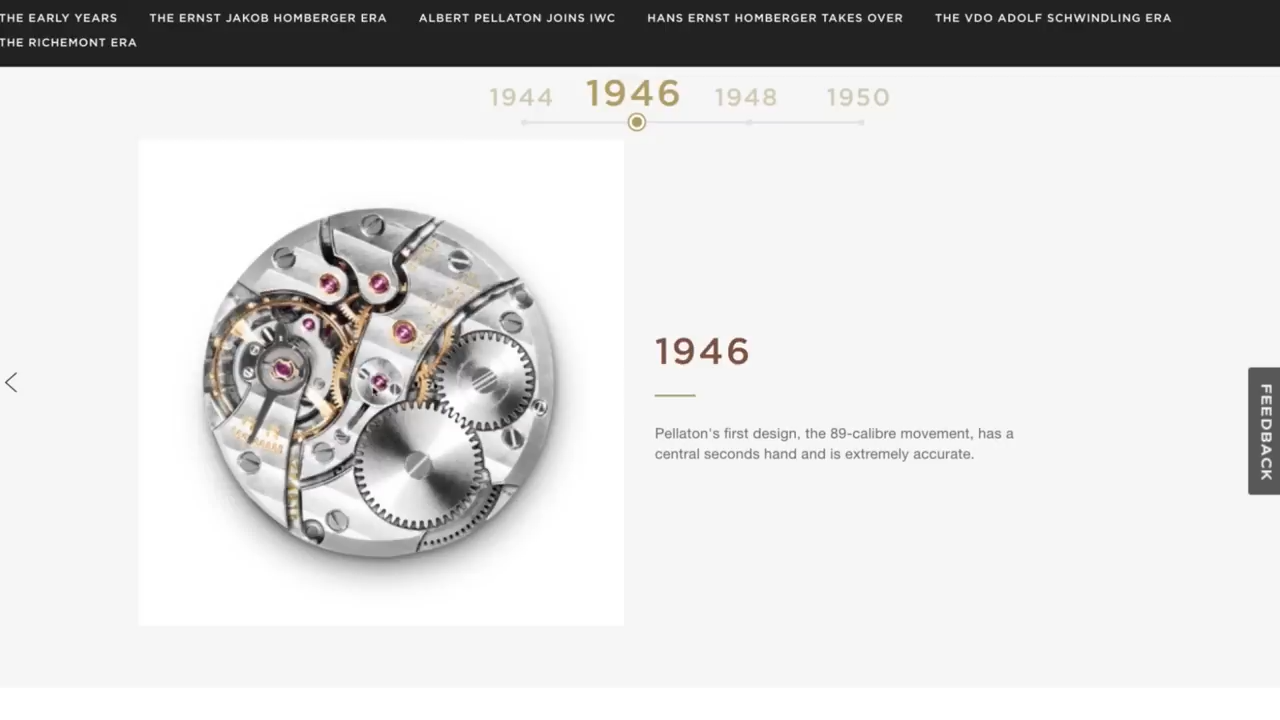 THE EARLY YEARS THE ERNST JAKOB HOMBERGER ERA ALBERT PELLATON JOINS IWC HANS ERNST HOMBERGER TAKES OVER THE VDO ADOLF SCHWINDLING ERA
THE RICHEMONT ERA
1944 1946 1948 1950
1946
Pellaton's first design, the 89-calibre movement, has a
central seconds hand and is extremely accurate.
FEEDBACK